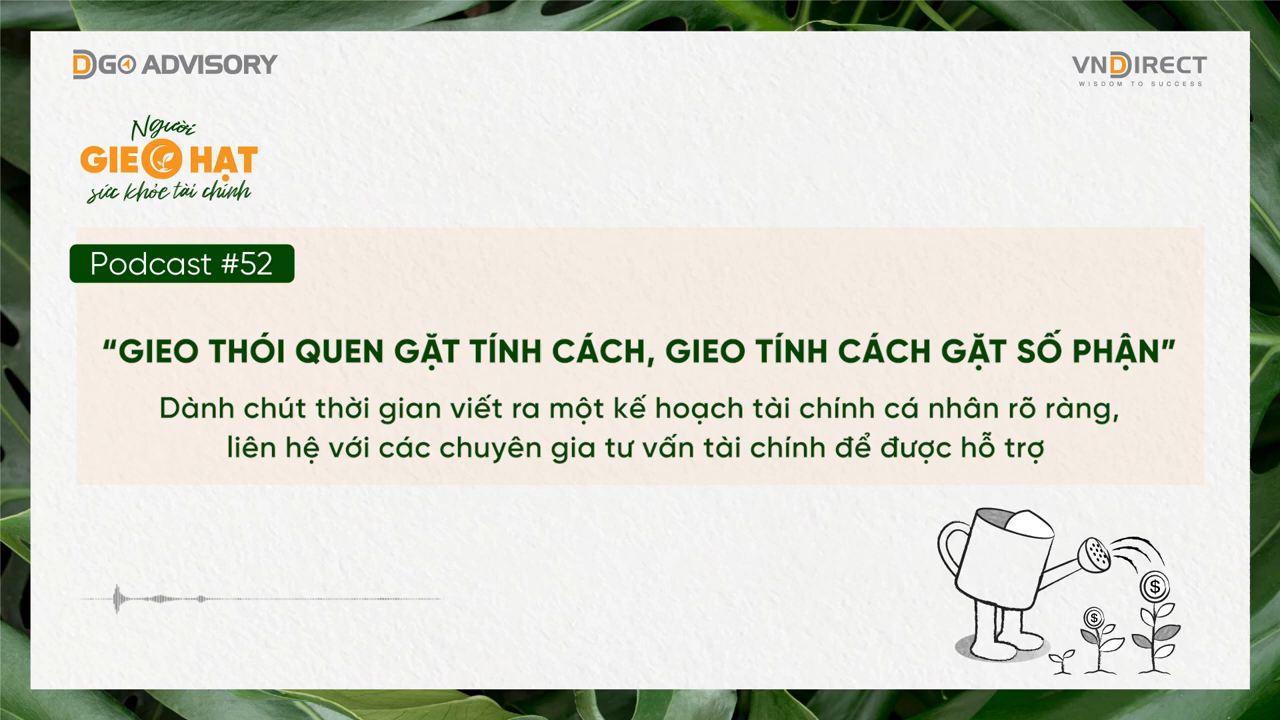 DGO ADVISORY
VNDIRECT
WISDOM TO SUCCESS
Người
GIEO HẠT
sức khỏe tài chính
Podcast #52
“GIEO THÓI QUEN GẶT TÍNH CÁCH, GIEO TÍNH CÁCH GẶT SỐ PHẬN”
Dành chút thời gian viết ra một kế hoạch tài chính cá nhân rõ ràng,
liên hệ với các chuyên gia tư vấn tài chính để được hỗ trợ
$
$